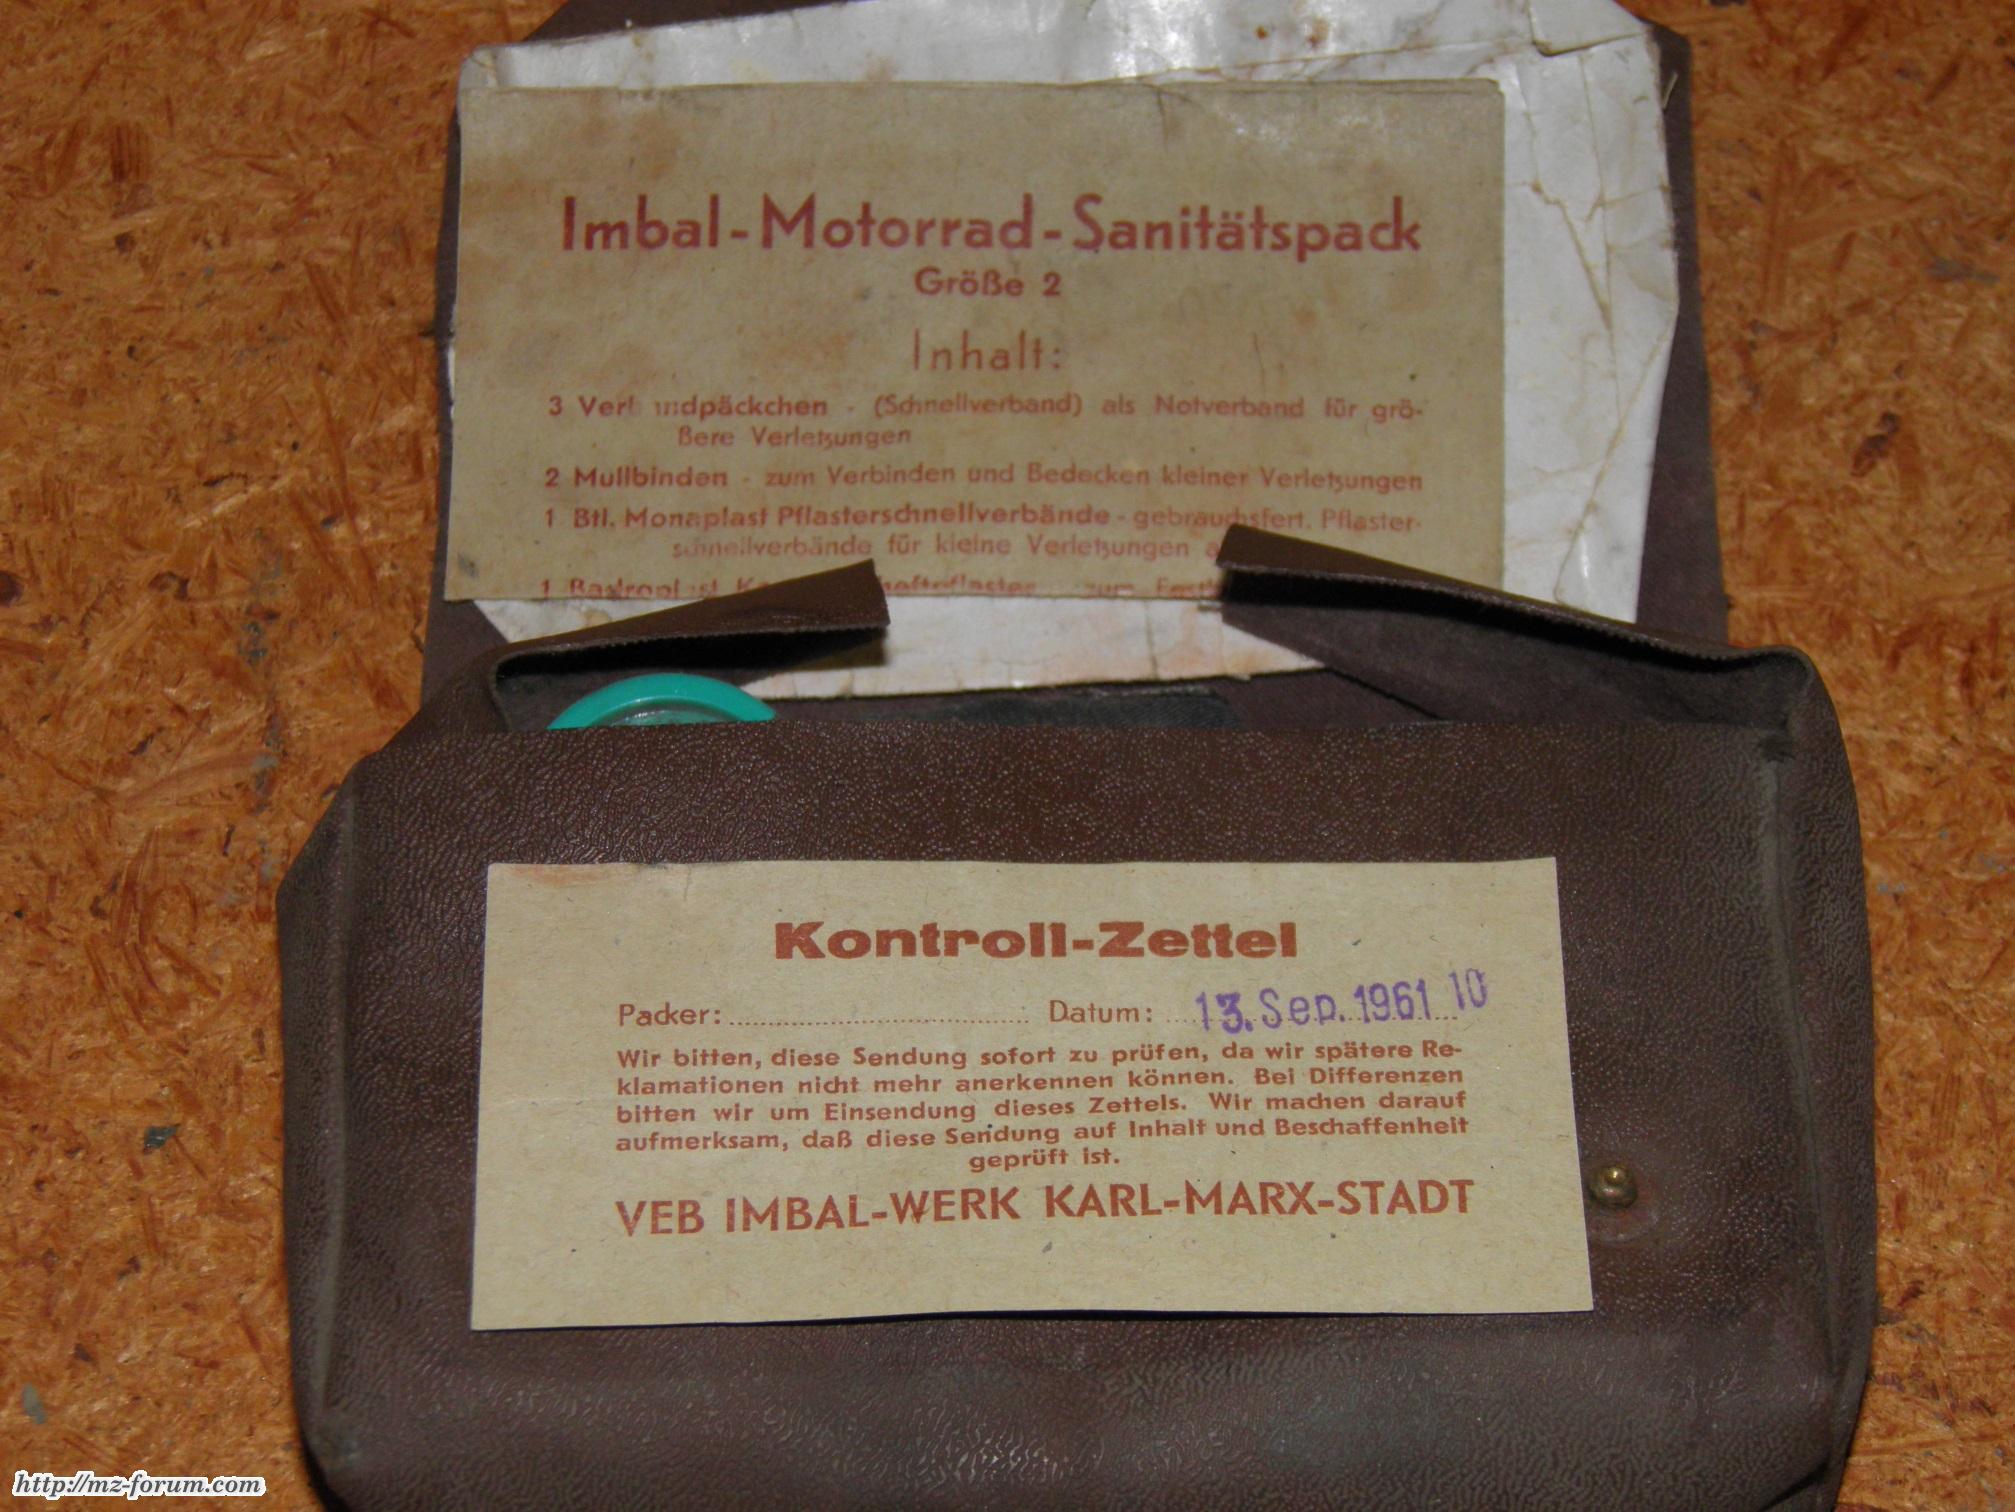 Imbal-Motorrad-Sanitätspack
Größe 2
Inhalt:
3 Verbandpäckchen - (Schnellverband) als Notverband für grö-
ßere Verletzungen
2 Mullbinden - zum Verbinden und Bedecken kleiner Verletzungen
1 Btl. Monaplast Pflasterschnellverbände - gebrauchsfert. Pflaster-
schnellverbände für kleine Verletzungen
1 zum
Kontroll-Zettel
Packer: Datum: 13. Sep. 1961 10
Wir bitten, diese Sendung sofort zu prüfen, da wir spätere Re-
klamationen nicht mehr anerkennen können. Bei Differenzen
bitten wir um Einsendung dieses Zettels. Wir machen darauf
aufmerksam, daß diese Sendung auf Inhalt und Beschaffenheit
geprüft ist.
VEB IMBAL-WERK KARL-MARX-STADT
http://mz-forum.com